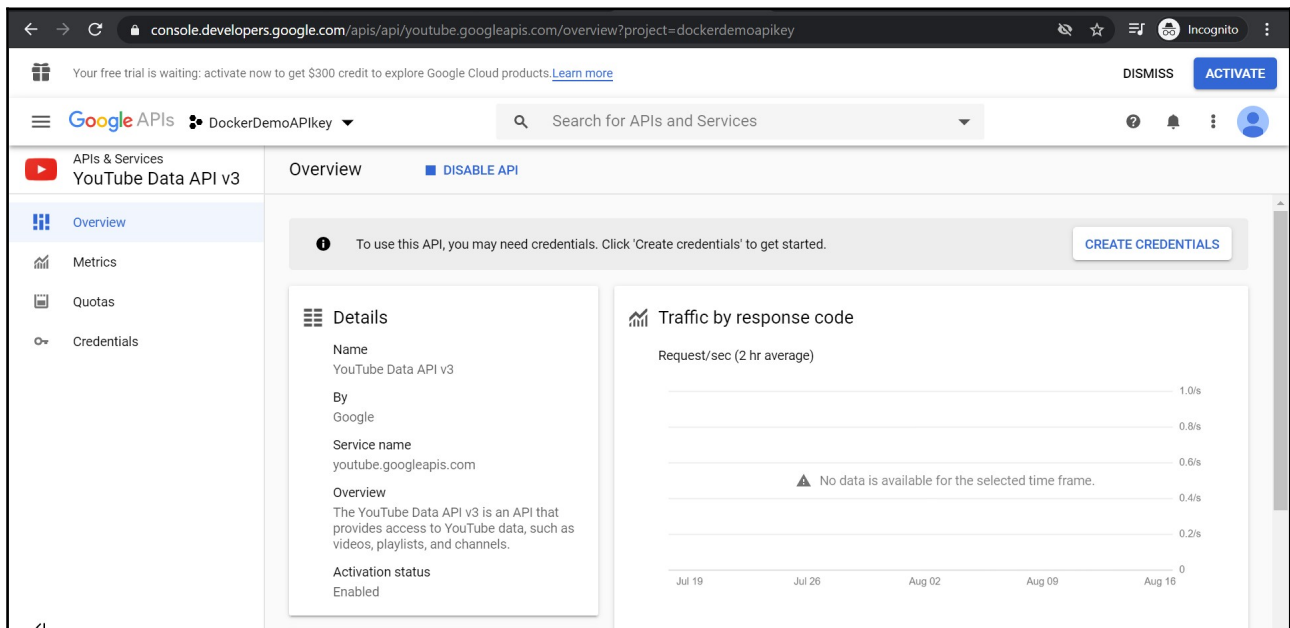 console.developers.google.com/apis/api/youtube.googleapis.com/overview?project=dockerdemoapikey
Incognito
Your free trial is waiting: activate now to get $300 credit to explore Google Cloud products. Learn more
DISMISS
ACTIVATE
Google APIs
DockerDemoAPIkey
Search for APIs and Services
APIs & Services
YouTube Data API v3
Overview
DISABLE API
Overview
Metrics
Quotas
Credentials
To use this API, you may need credentials. Click 'Create credentials' to get started.
CREATE CREDENTIALS
Details
Name
YouTube Data API v3
By
Google
Service name
youtube.googleapis.com
Overview
The YouTube Data API v3 is an API that
provides access to YouTube data, such as
videos, playlists, and channels.
Activation status
Enabled
Traffic by response code
Request/sec (2 hr average)
1.0/s
0.8/s
0.6/s
No data is available for the selected time frame.
0.4/s
0.2/s
0
Jul 19 Jul 26 Aug 02 Aug 09 Aug 16